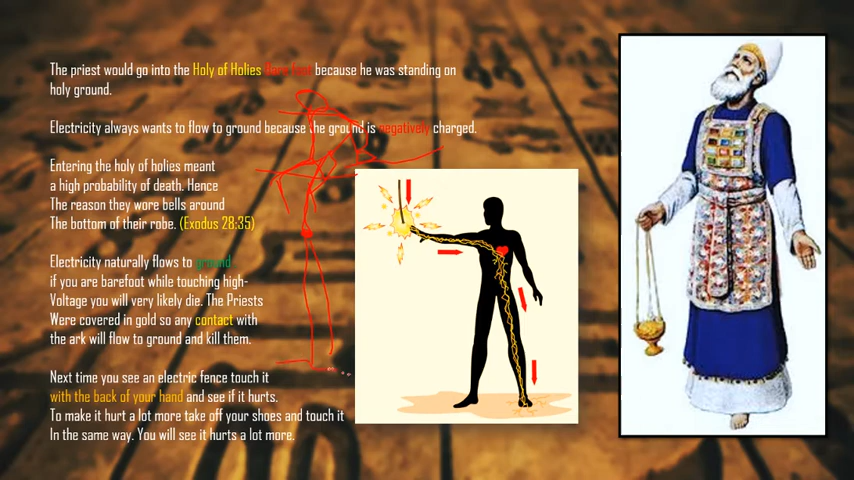 The priest would go into the Holy of Holies bare foot because he was standing on
holy ground.
Electricity always wants to flow to ground because the ground is negatively charged.
Entering the holy of holies meant
a high probability of death. Hence
The reason they wore bells around
The bottom of their robe. (Exodus 28:35)
Electricity naturally flows to ground
if you are barefoot while touching high-
Voltage you will very likely die. The Priests
Were covered in gold so any contact with
the ark will flow to ground and kill them.
Next time you see an electric fence touch it
with the back of your hand and see if it hurts.
To make it hurt a lot more take off your shoes and touch it
In the same way. You will see it hurts a lot more.